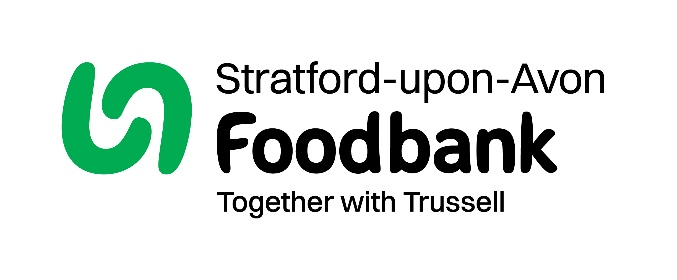 Stratford-upon-Avon
Foodbank
Together with Trussell